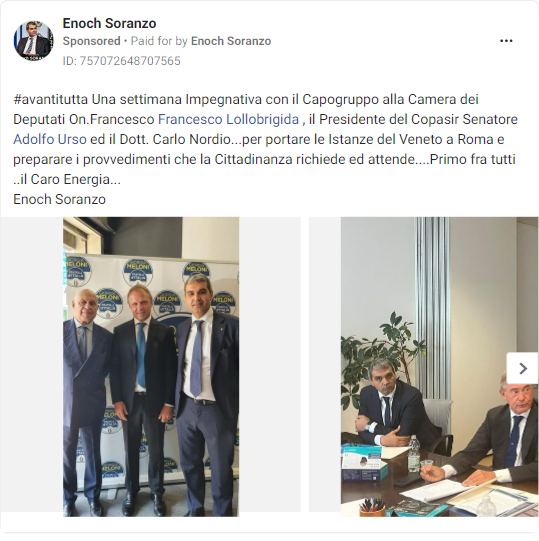 Enoch Soranzo
Sponsored • Paid for by Enoch Soranzo
ID: 757072648707565
#avantitutta Una settimana Impegnativa con il Capogruppo alla Camera dei
Deputati On.Francesco Francesco Lollobrigida , il Presidente del Copasir Senatore
Adolfo Urso ed il Dott. Carlo Nordio...per portare le Istanze del Veneto a Roma e
preparare i provvedimenti che la Cittadinanza richiede ed attende....Primo fra tutti
..il Caro Energia...
Enoch Soranzo
MELONI
MELONI
MELONI
MELONI